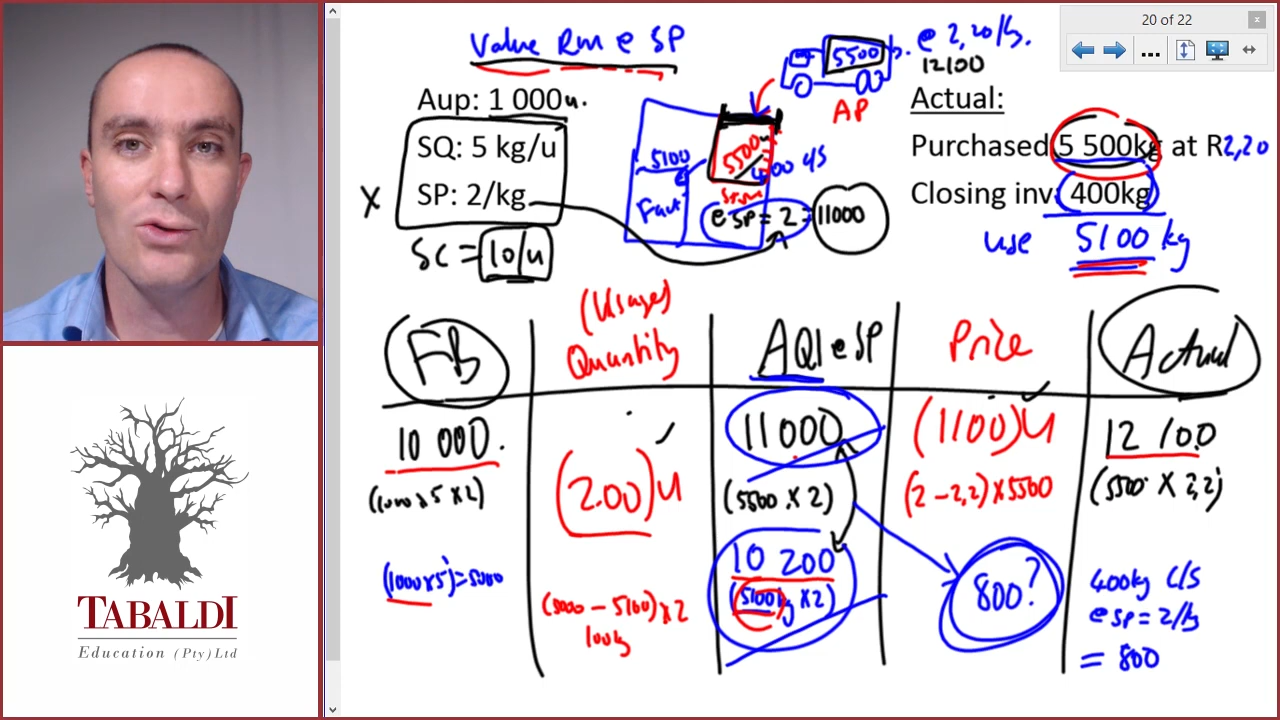 20 of 22
Value Rm @ SP
Aup: 1 000u.
SQ: 5 kg/u
X
SP: 2/kg
SC = 10/u
5500
@ 2,20/kg.
12100
AP
5100
5500
400 c/s
Store
Fact
@ SP = 2 = 11000
Actual:
Purchased 5 500kg at R2,20
Closing inv 400kg
use 5100 kg
FB
(Usage)
Quantity
AQI @ SP
Price
Actual
10 000.
(1000 x 5 x 2)
(1000 x 5) = 5000
(200) U
(5000 - 5100) x 2
100kg
11 000
(5500 x 2)
10 200
(5100kg x 2)
(1100) U
(2 - 2,2) x 5500
800?
12 100
(5500 x 2,2)
400kg C/S
@ SP = 2/kg
= 800
TABALDI
Education (Pty) Ltd